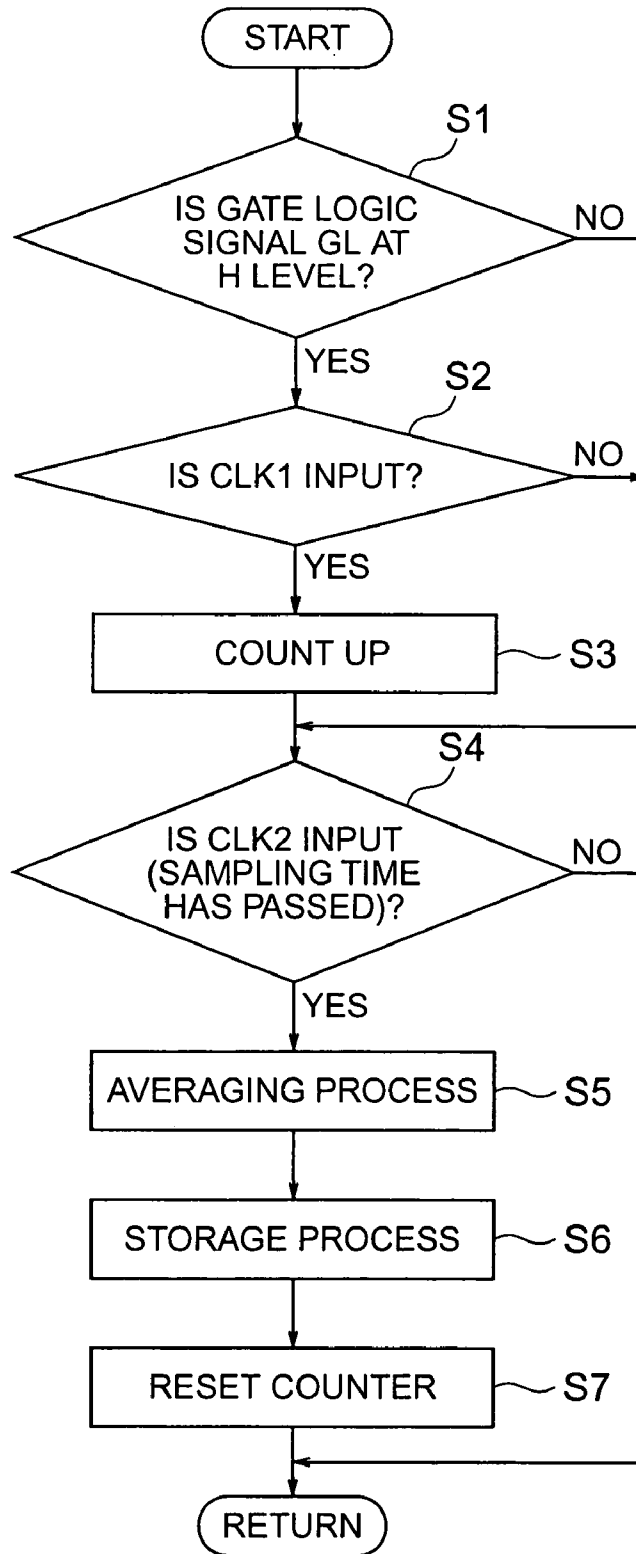 START
S1
IS GATE LOGIC
SIGNAL GL AT
H LEVEL?
NO
YES
S2
IS CLK1 INPUT?
NO
YES
COUNT UP
S3
S4
IS CLK2 INPUT
(SAMPLING TIME
HAS PASSED)?
NO
YES
AVERAGING PROCESS
S5
STORAGE PROCESS
S6
RESET COUNTER
S7
RETURN